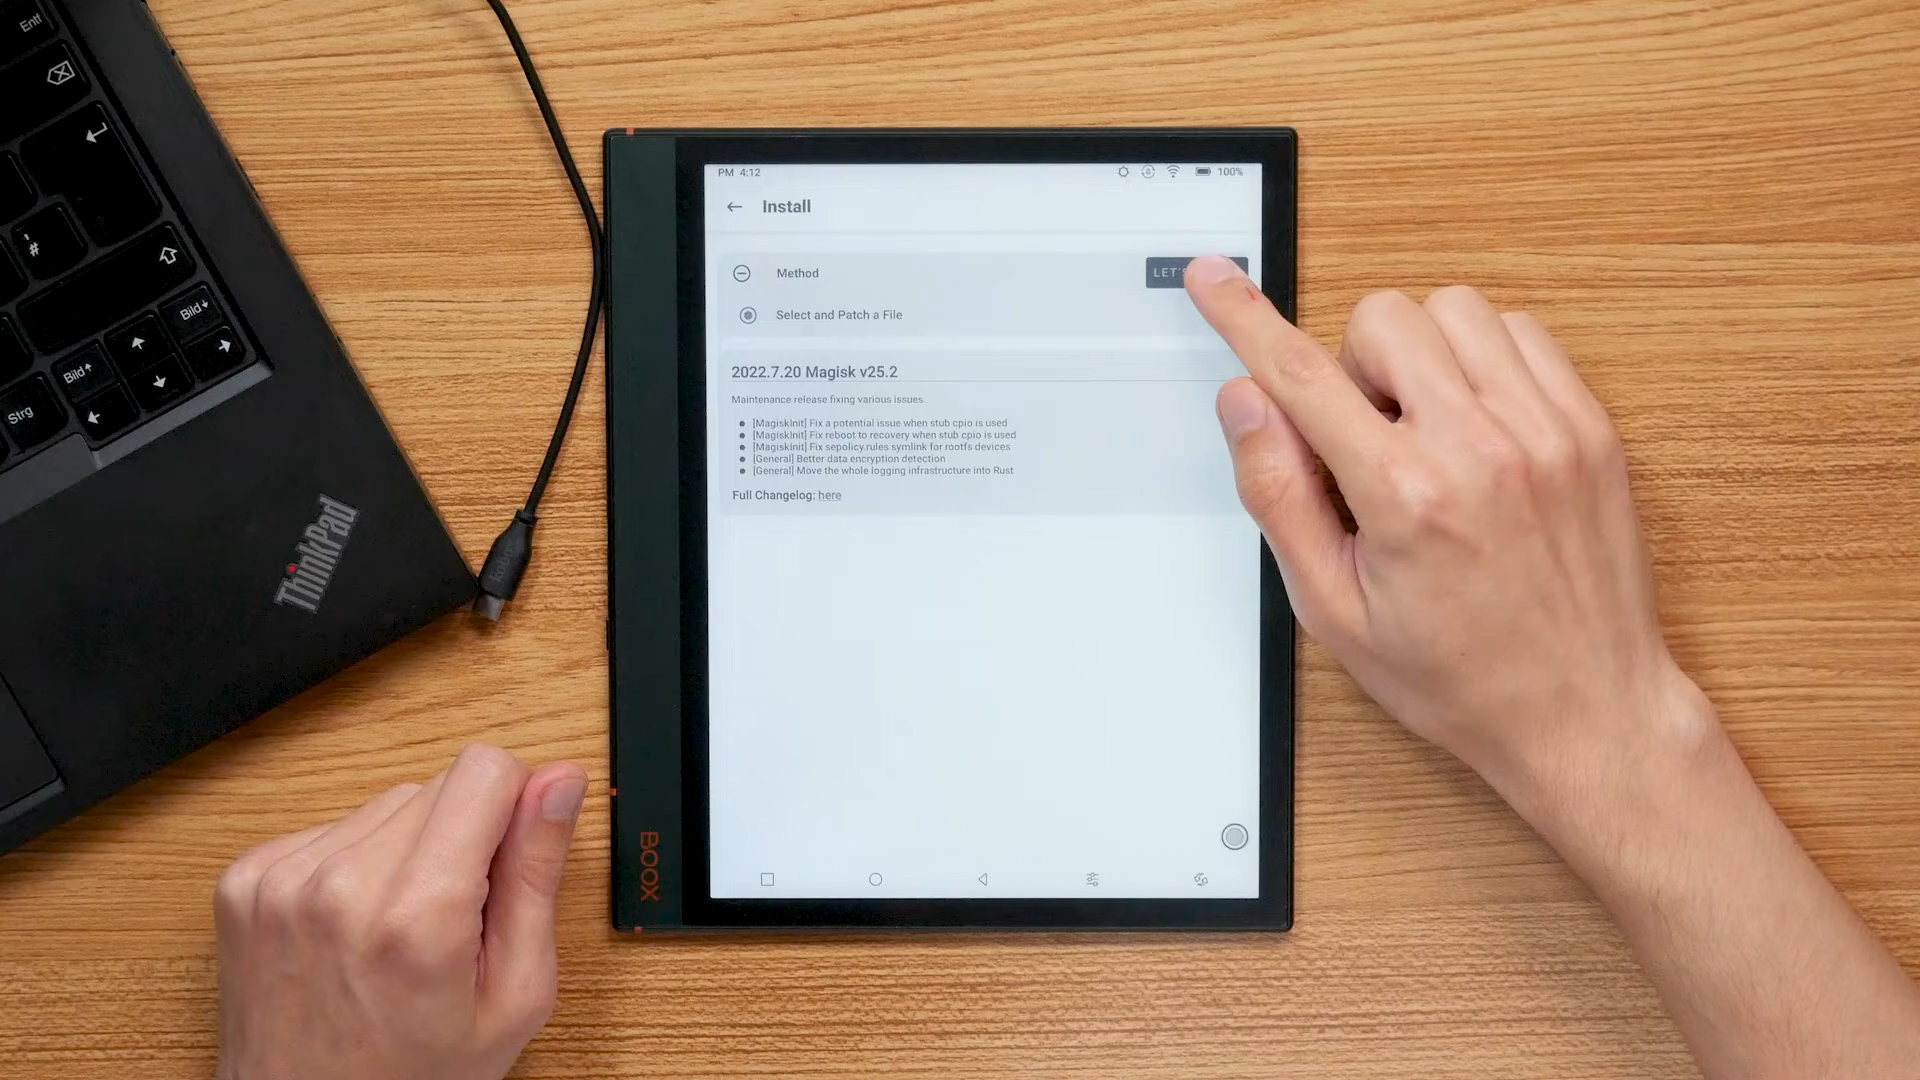 PM 4:12
100%
Install
Method
LET'S
Select and Patch a File
2022.7.20 Magisk v25.2
Maintenance release fixing various issues.
[MagiskInit] Fix a potential issue when stub cpio is used
[MagiskInit] Fix reboot to recovery when stub cpio is used
[MagiskInit] Fix sepolicy.rules symlink for rootfs devices
[General] Better data encryption detection
[General] Move the whole logging infrastructure into Rust
Full Changelog: here
BOOX
Entf
#
Bild↓
Bild↑
Strg
ThinkPad
kobo